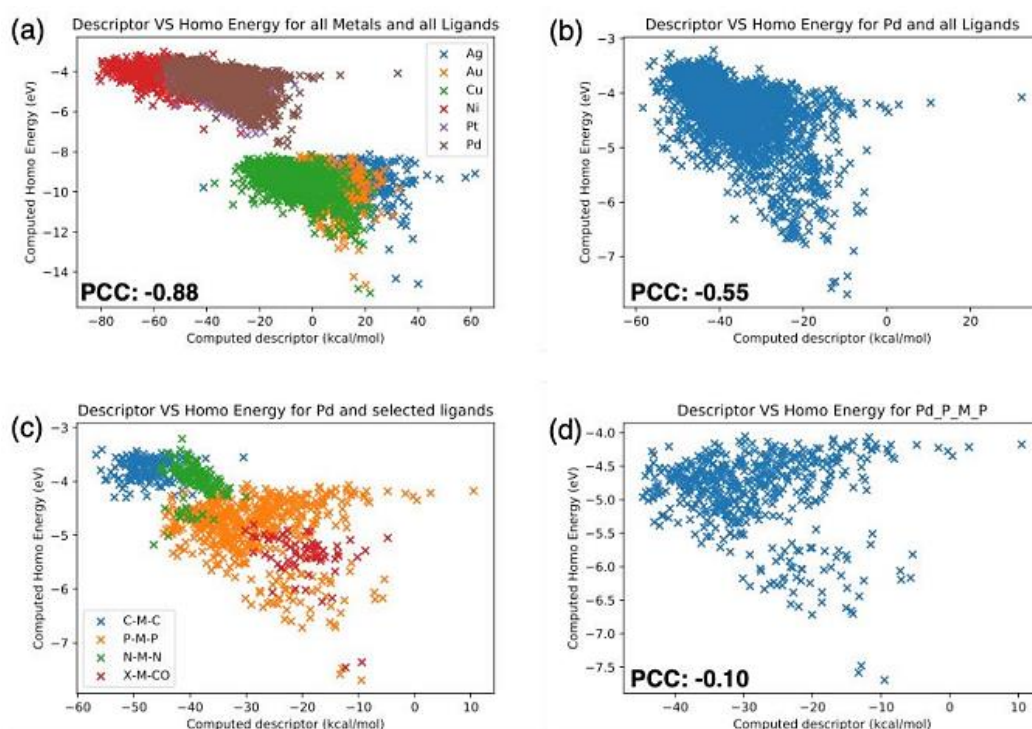 (a)
Descriptor VS Homo Energy for all Metals and all Ligands
Computed Homo Energy (eV)
−4
−6
−8
−10
−12
−14
Ag
Au
Cu
Ni
Pt
Pd
PCC: -0.88
−80 −60 −40 −20 0 20 40 60
Computed descriptor (kcal/mol)
(b)
Descriptor VS Homo Energy for Pd and all Ligands
Computed Homo Energy (eV)
−3
−4
−5
−6
−7
PCC: -0.55
−60 −40 −20 0 20
Computed descriptor (kcal/mol)
(c)
Descriptor VS Homo Energy for Pd and selected ligands
Computed Homo Energy (eV)
−3
−4
−5
−6
−7
C-M-C
P-M-P
N-M-N
X-M-CO
−50 −40 −30 −20 −10 0 10
Computed descriptor (kcal/mol)
(d)
Descriptor VS Homo Energy for Pd_P_M_P
Computed Homo Energy (eV)
−4.0
−4.5
−5.0
−5.5
−6.0
−6.5
−7.0
−7.5
PCC: -0.10
−40 −30 −20 −10 0 10
Computed descriptor (kcal/mol)